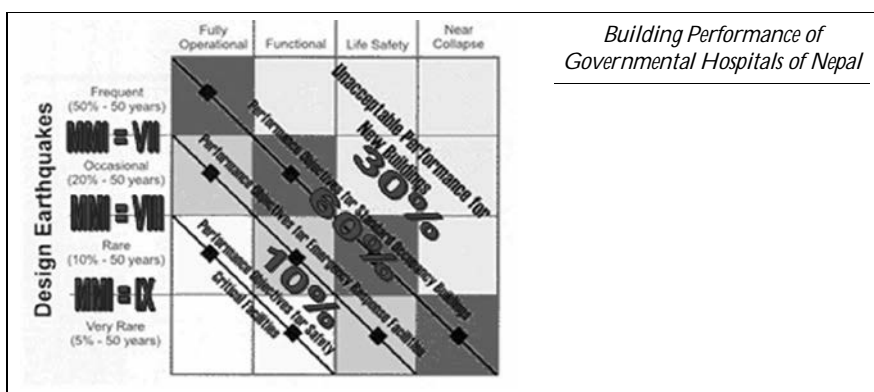 Fully
Operational
Functional
Life Safety
Near
Collapse
Building Performance of
Governmental Hospitals of Nepal
Design Earthquakes
Frequent
(50% - 50 years)
MMI = VII
Occasional
(20% - 50 years)
MMI = VIII
Rare
(10% - 50 years)
MMI = IX
Very Rare
(5% - 50 years)
Unacceptable Performance for
New Buildings
30%
Performance Objectives for Standard Occupancy Buildings
60%
Performance Objectives for Emergency Response Facilities
10%
Performance Objectives for Safety
Critical Facilities